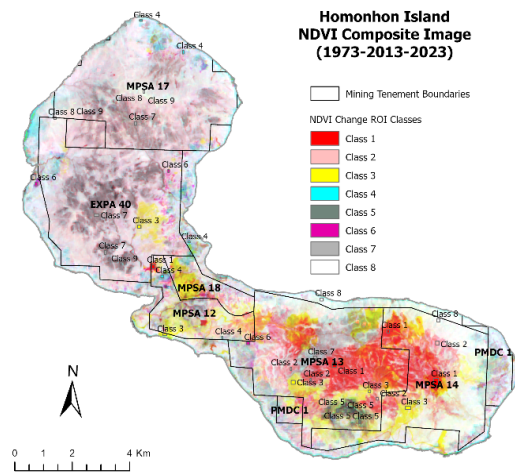 Homonhon Island
NDVI Composite Image
(1973-2013-2023)
Mining Tenement Boundaries
NDVI Change ROI Classes
Class 1
Class 2
Class 3
Class 4
Class 5
Class 6
Class 7
Class 8
Class 4
Class 4
MPSA 17
Class 8
Class 9
Class 8
Class 9
Class 7
Class 6
Class 6
EXPA 40
Class 7
Class 3
Class 4
Class 7
Class 9
Class 1
Class 4
MPSA 18
Class 8
MPSA 12
Class 8
Class 1
Class 3
Class 4
Class 6
Class 2
Class 7
PMDC 1
Class 2
MPSA 13
Class 2
Class 1
Class 1
Class 3
Class 3
MPSA 14
Class 2
PMDC 1
Class 5
Class 5
Class 3
Class 5
Class 5
N
0 1 2 4 Km